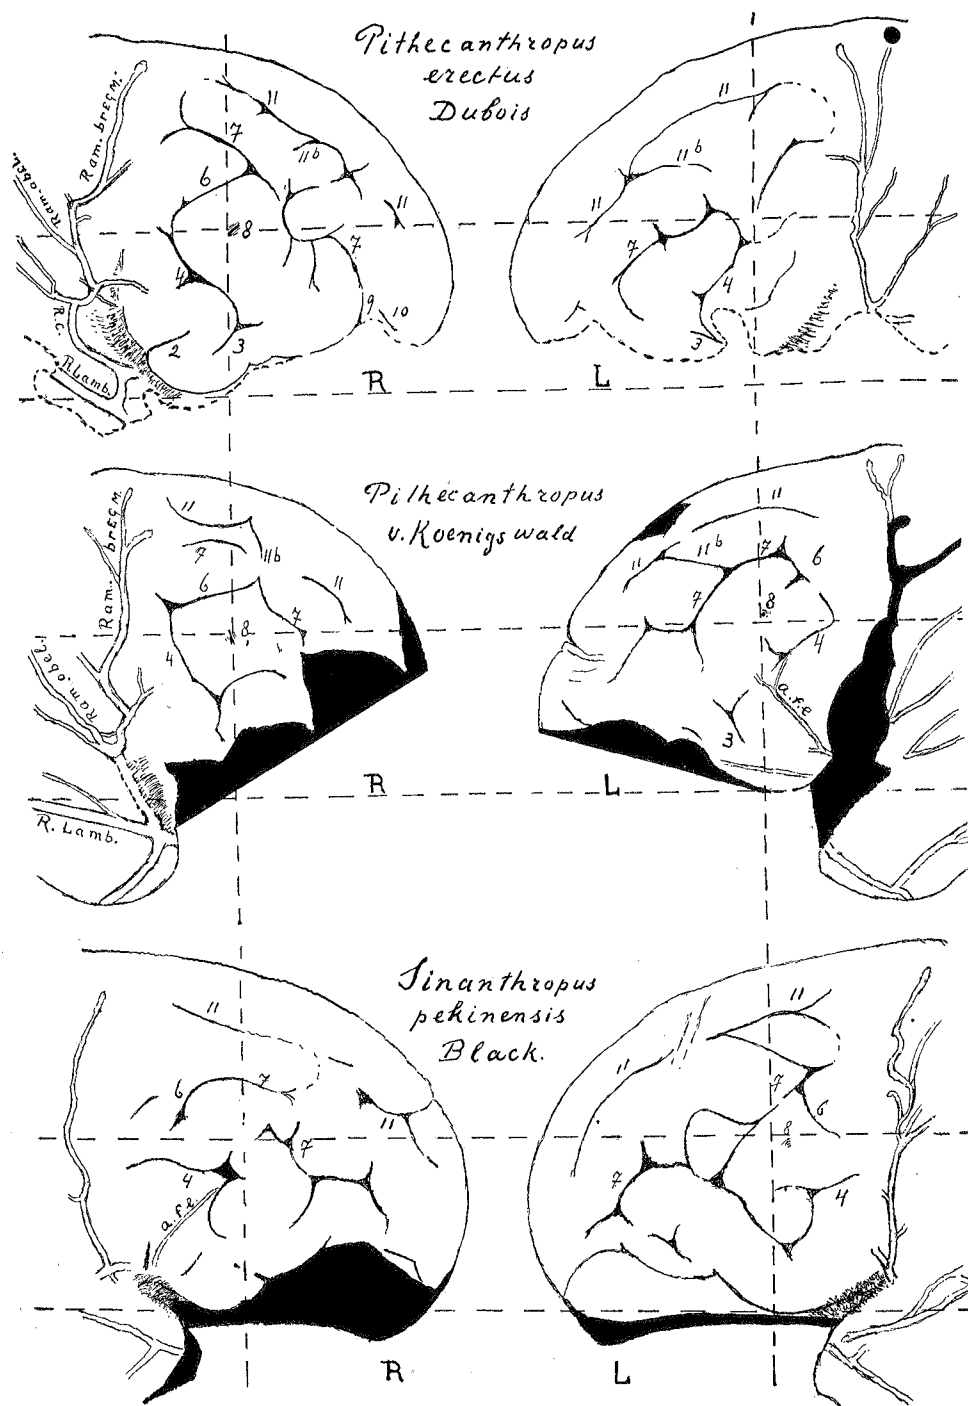 Pithecanthropus
erectus
Dubois
Ram. obel.
Ram. bregm.
R.C.
R. Lamb.
11
7
11b
6
8
11
7
4
9
10
2
3
R
11
11b
11
7
4
3
L
Pithecanthropus
v. Koenigswald
Ram. bregm.
Ram. obel.
R. Lamb.
11
7
11b
6
11
8
7
4
R
11
11b
7
6
11
7
8
4
a.f.e
3
L
Sinanthropus
pekinensis
Black.
11
6
7
11
7
4
a.f.e.
R
11
11
7
6
8
7
4
L